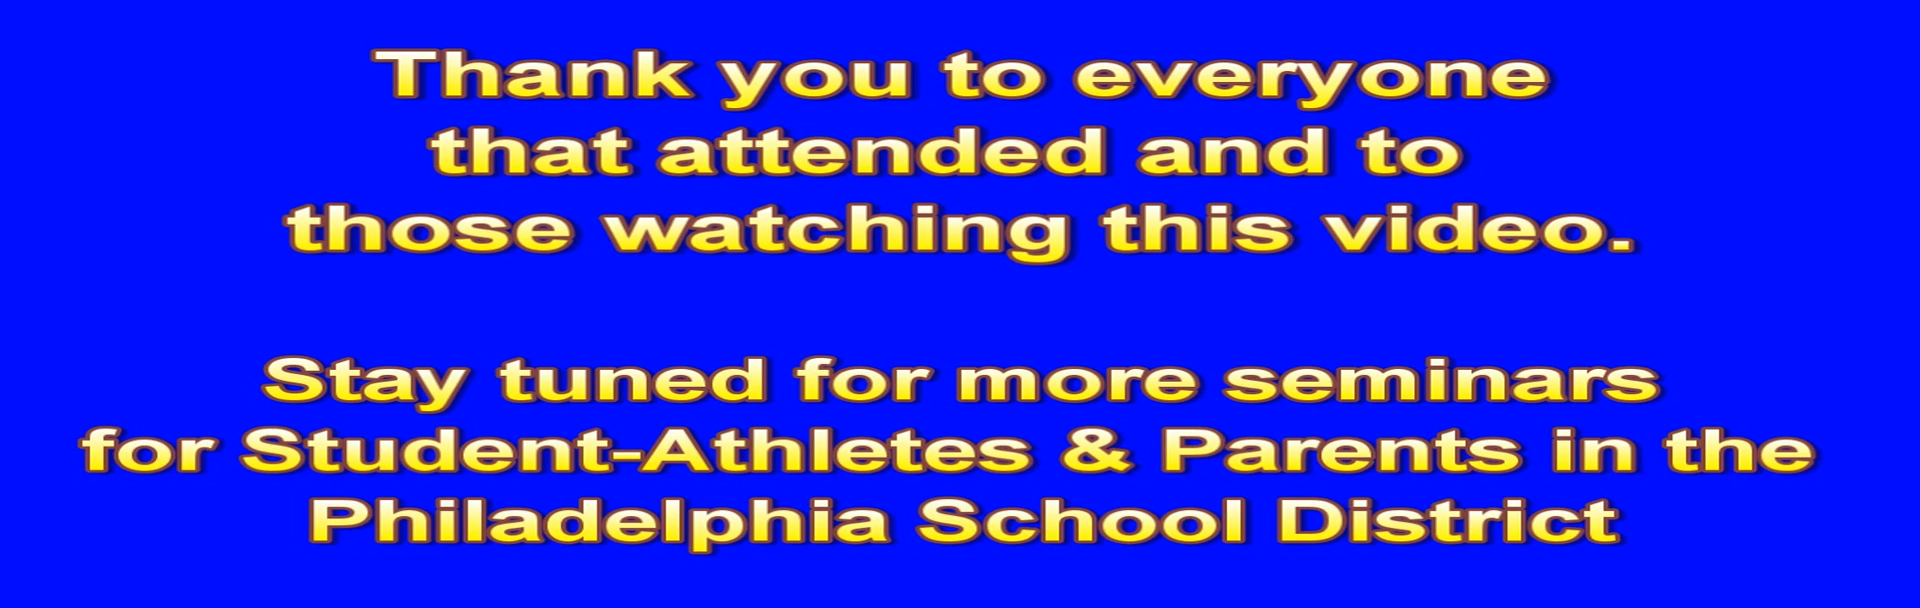 Thank you to everyone
that attended and to
those watching this video.
Stay tuned for more seminars
for Student-Athletes & Parents in the
Philadelphia School District